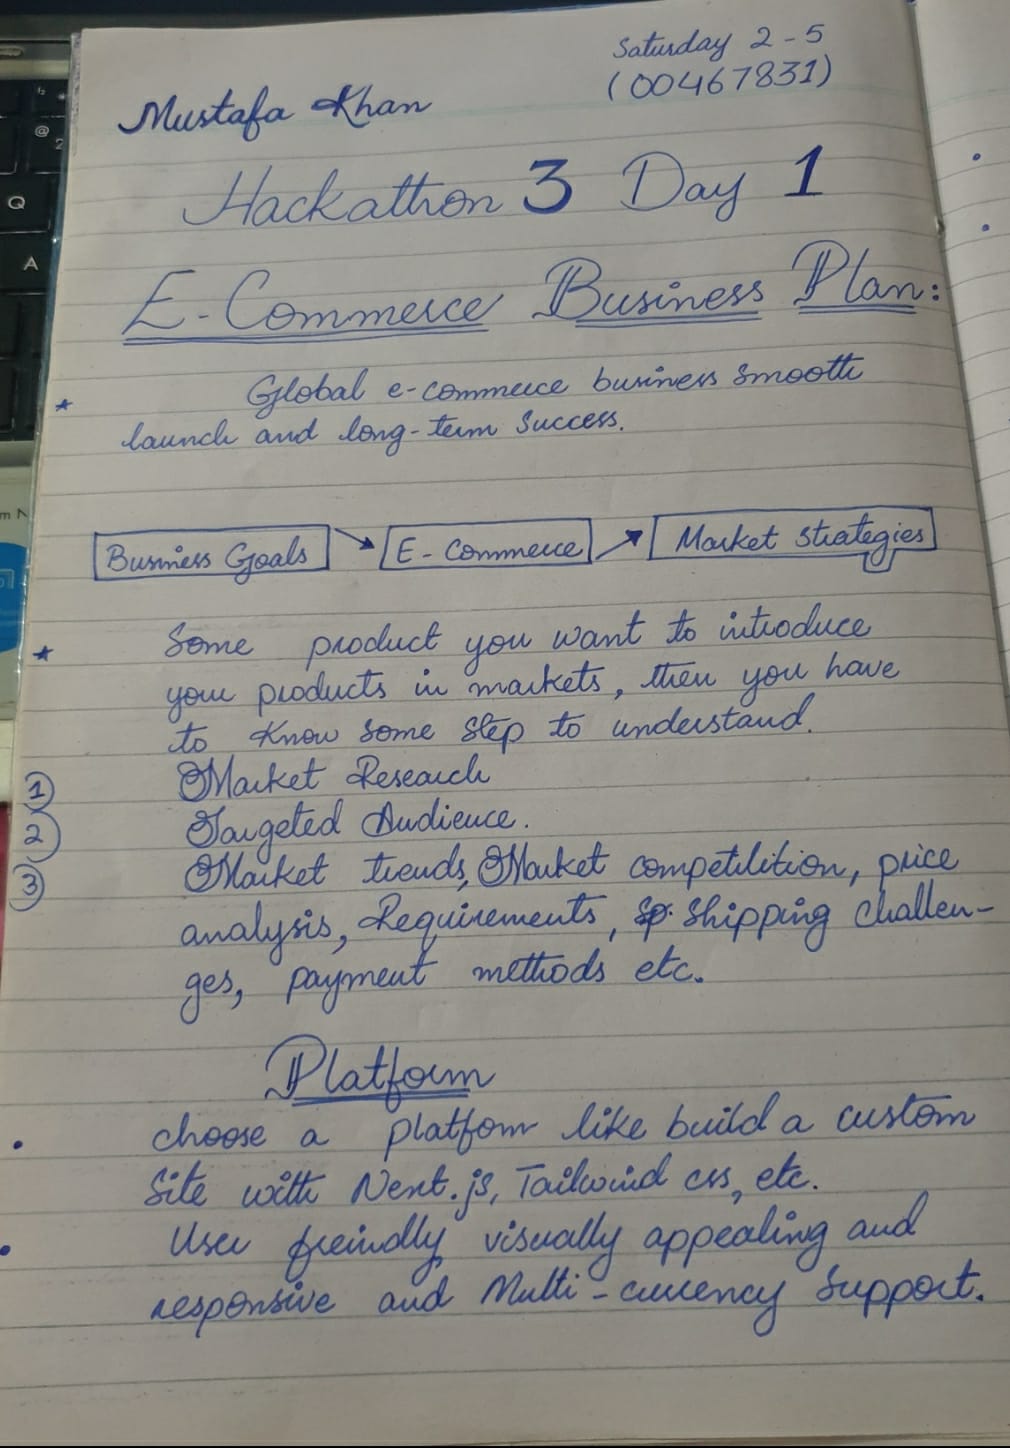 Saturday 2-5
(00467831)
Mustafa Khan
Hackathon 3 Day 1
E-Commerce Business Plan:
* Global e-commerce business smooth
launch and long-term success.
Business Goals → E-Commerce → Market Strategies
* Some product you want to introduce
your products in markets, then you have
to know some step to understand.
① Market Research
② Targeted Audience.
③ Market trends, Market competilition, price
analysis, Requirements, Shipping challen-
ges, payment methods etc.
Platform
• choose a platform like build a custom
Site with Next.js, Tailwind css, etc.
• User freindly, visually appealing and
responsive and Multi-currency support.
@
2
Q
A
m N